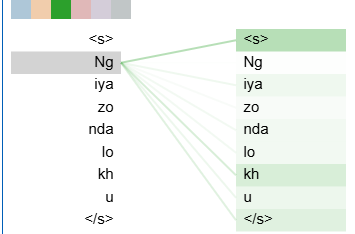 <s> <s>
Ng Ng
iya iya
zo zo
nda nda
lo lo
kh kh
u u
</s> </s>